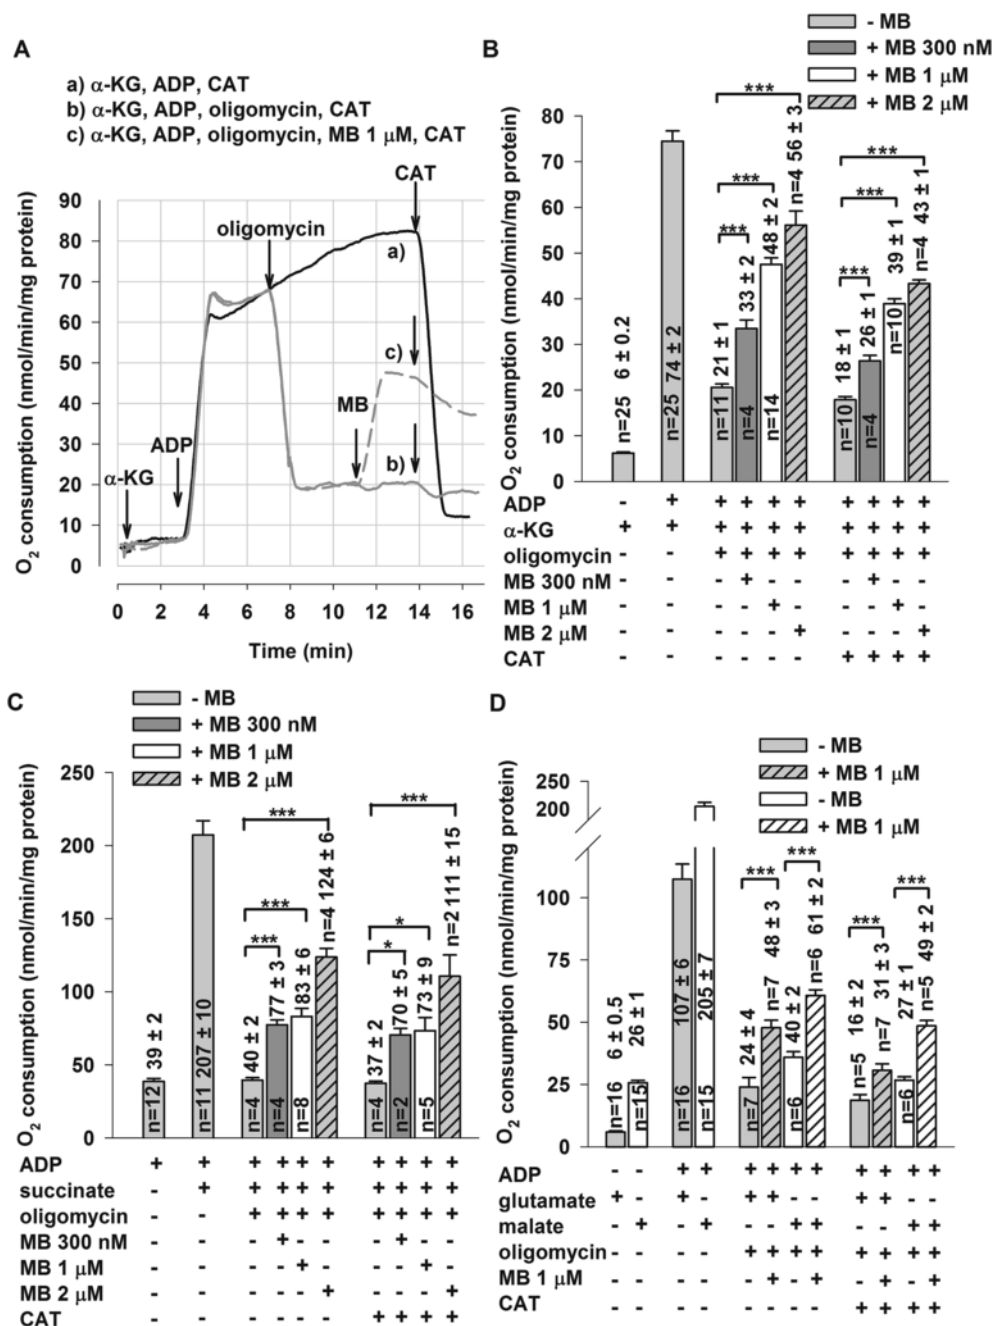 A
a) α-KG, ADP, CAT
b) α-KG, ADP, oligomycin, CAT
c) α-KG, ADP, oligomycin, MB 1 μM, CAT
O2 consumption (nmol/min/mg protein)
90
80
70
60
50
40
30
20
10
0
α-KG
ADP
oligomycin
MB
CAT
a)
c)
b)
0 2 4 6 8 10 12 14 16
Time (min)
B
- MB
+ MB 300 nM
+ MB 1 μM
+ MB 2 μM
O2 consumption (nmol/min/mg protein)
80
70
60
50
40
30
20
10
0
n=25 6 ± 0.2
n=25 74 ± 2
n=11 21 ± 1
n=4 33 ± 2
n=14 48 ± 2
n=4 56 ± 3
n=10 18 ± 1
n=4 26 ± 1
n=10 39 ± 1
n=4 43 ± 1
*** *** ***
*** *** ***
ADP - + + + + + + + + +
α-KG + + + + + + + + + +
oligomycin - - + + + + + + + +
MB 300 nM - - - + - - - + - -
MB 1 μM - - - - + - - - + -
MB 2 μM - - - - - + - - - +
CAT - - - - - - + + + +
C
- MB
+ MB 300 nM
+ MB 1 μM
+ MB 2 μM
O2 consumption (nmol/min/mg protein)
250
200
150
100
50
0
n=12 39 ± 2
n=11 207 ± 10
n=4 40 ± 2
n=4 77 ± 3
n=8 83 ± 6
n=4 124 ± 6
n=4 37 ± 2
n=2 70 ± 5
n=5 73 ± 9
n=2 111 ± 15
*** *** ***
* * ***
ADP + + + + + + + + + +
succinate - + + + + + + + + +
oligomycin - - + + + + + + + +
MB 300 nM - - - + - - - + - -
MB 1 μM - - - - + - - - + -
MB 2 μM - - - - - + - - - +
CAT - - - - - - + + + +
D
- MB
+ MB 1 μM
- MB
+ MB 1 μM
O2 consumption (nmol/min/mg protein)
250
200
100
75
50
25
0
n=16 6 ± 0.5
n=15 26 ± 1
n=16 107 ± 6
n=15 205 ± 7
n=7 24 ± 4
n=7 48 ± 3
n=6 40 ± 2
n=6 61 ± 2
n=5 16 ± 2
n=7 31 ± 3
n=6 27 ± 1
n=5 49 ± 2
*** ***
*** ***
ADP - - + + + + + + + + + +
glutamate + - + - + + - - + + - -
malate - + - + - - + + - - + +
oligomycin - - - - + + + + + + + +
MB 1 μM - - - - - + - + - + - +
CAT - - - - - - - - + + + +